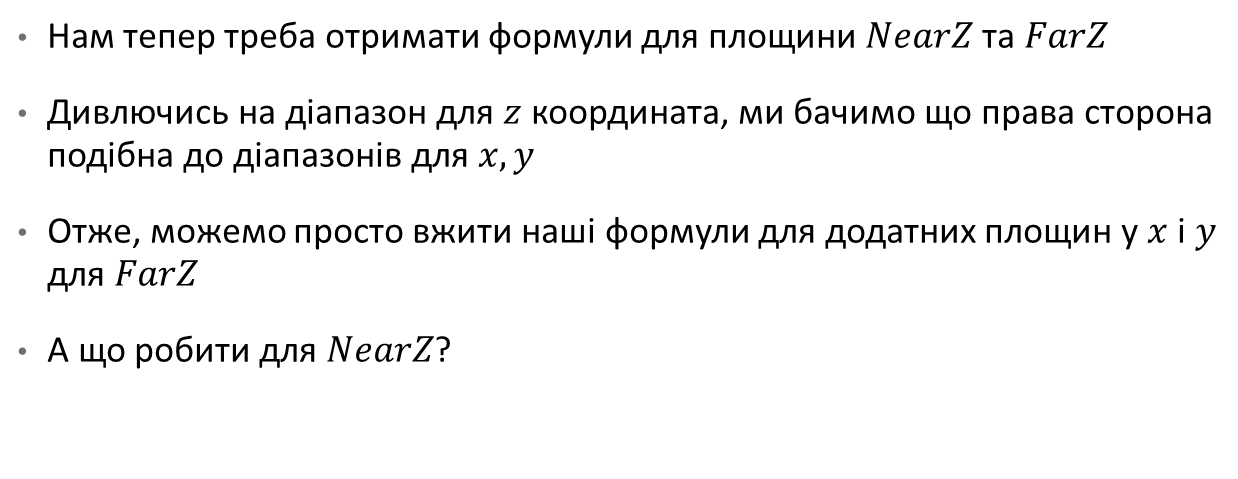 • Нам тепер треба отримати формули для площини NearZ та FarZ
• Дивлючись на діапазон для z координата, ми бачимо що права сторона
подібна до діапазонів для x, y
• Отже, можемо просто вжити наші формули для додатних площин у x і y
для FarZ
• А що робити для NearZ?